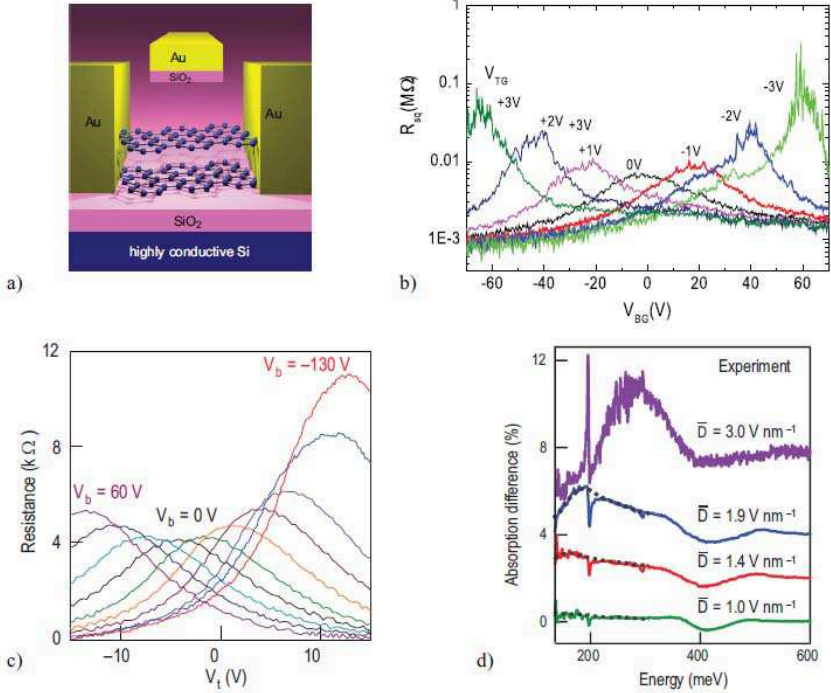 Au
SiO2
Au
Au
SiO2
highly conductive Si
a)
1
0.1
0.01
1E-3
Rsq(MΩ)
VTG
+3V
+2V
+3V
+1V
0V
-1V
-2V
-3V
-60
-40
-20
0
20
40
60
VBG(V)
b)
12
8
4
0
Resistance (k Ω)
Vb = –130 V
Vb = 60 V
Vb = 0 V
–10
0
10
Vt (V)
c)
12
8
4
0
Absorption difference (%)
Experiment
D̅ = 3.0 V nm⁻¹
D̅ = 1.9 V nm⁻¹
D̅ = 1.4 V nm⁻¹
D̅ = 1.0 V nm⁻¹
200
400
600
Energy (meV)
d)